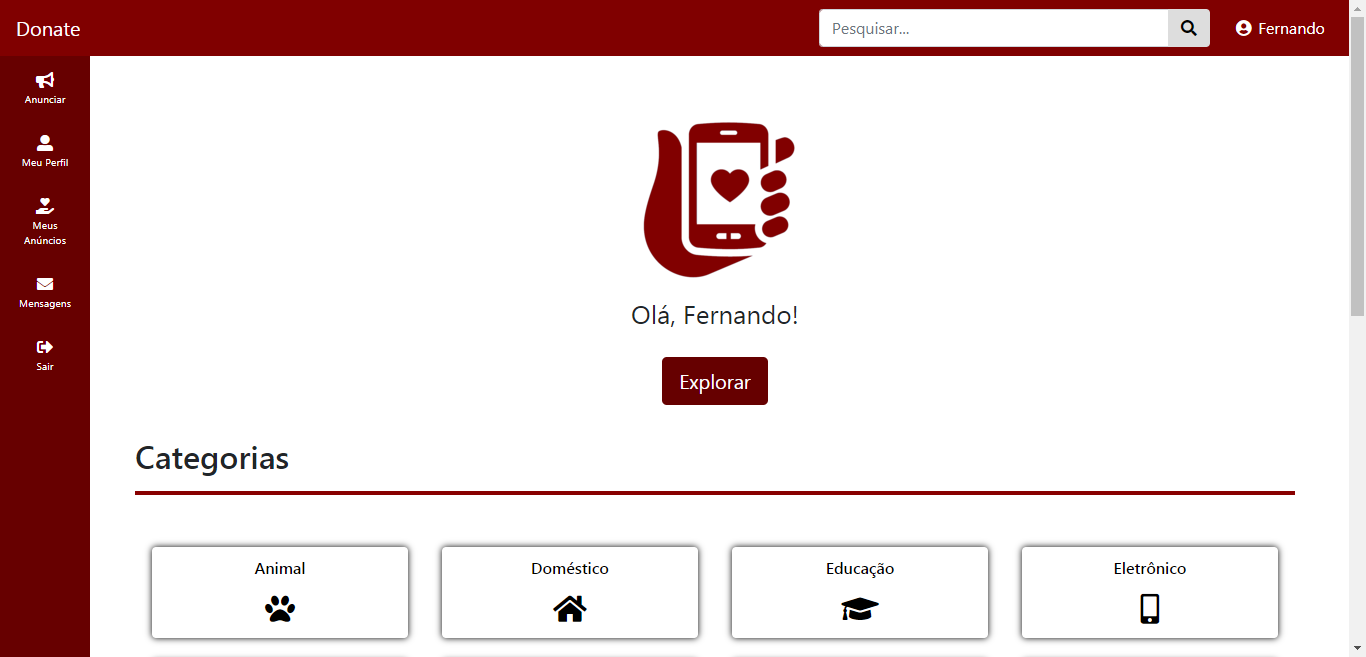 Donate
Pesquisar...
Fernando
Anunciar
Meu Perfil
Meus
Anúncios
Mensagens
Sair
Olá, Fernando!
Explorar
Categorias
Animal
Doméstico
Educação
Eletrônico